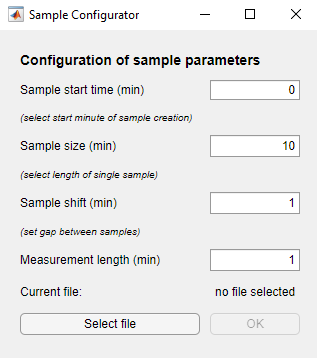 Sample Configurator
Configuration of sample parameters
Sample start time (min) 0
(select start minute of sample creation)
Sample size (min) 10
(select length of single sample)
Sample shift (min) 1
(set gap between samples)
Measurement length (min) 1
Current file: no file selected
Select file OK